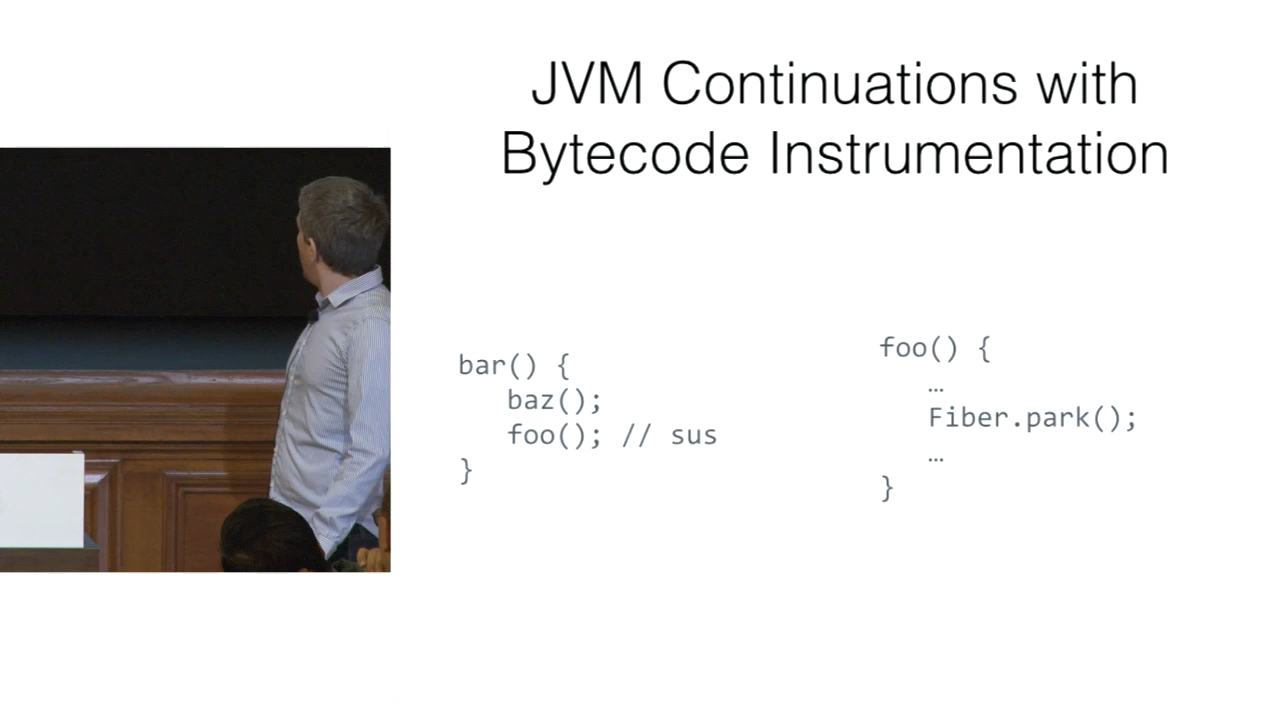 JVM Continuations with
Bytecode Instrumentation
bar() {
baz();
foo(); // sus
}
foo() {
…
Fiber.park();
…
}